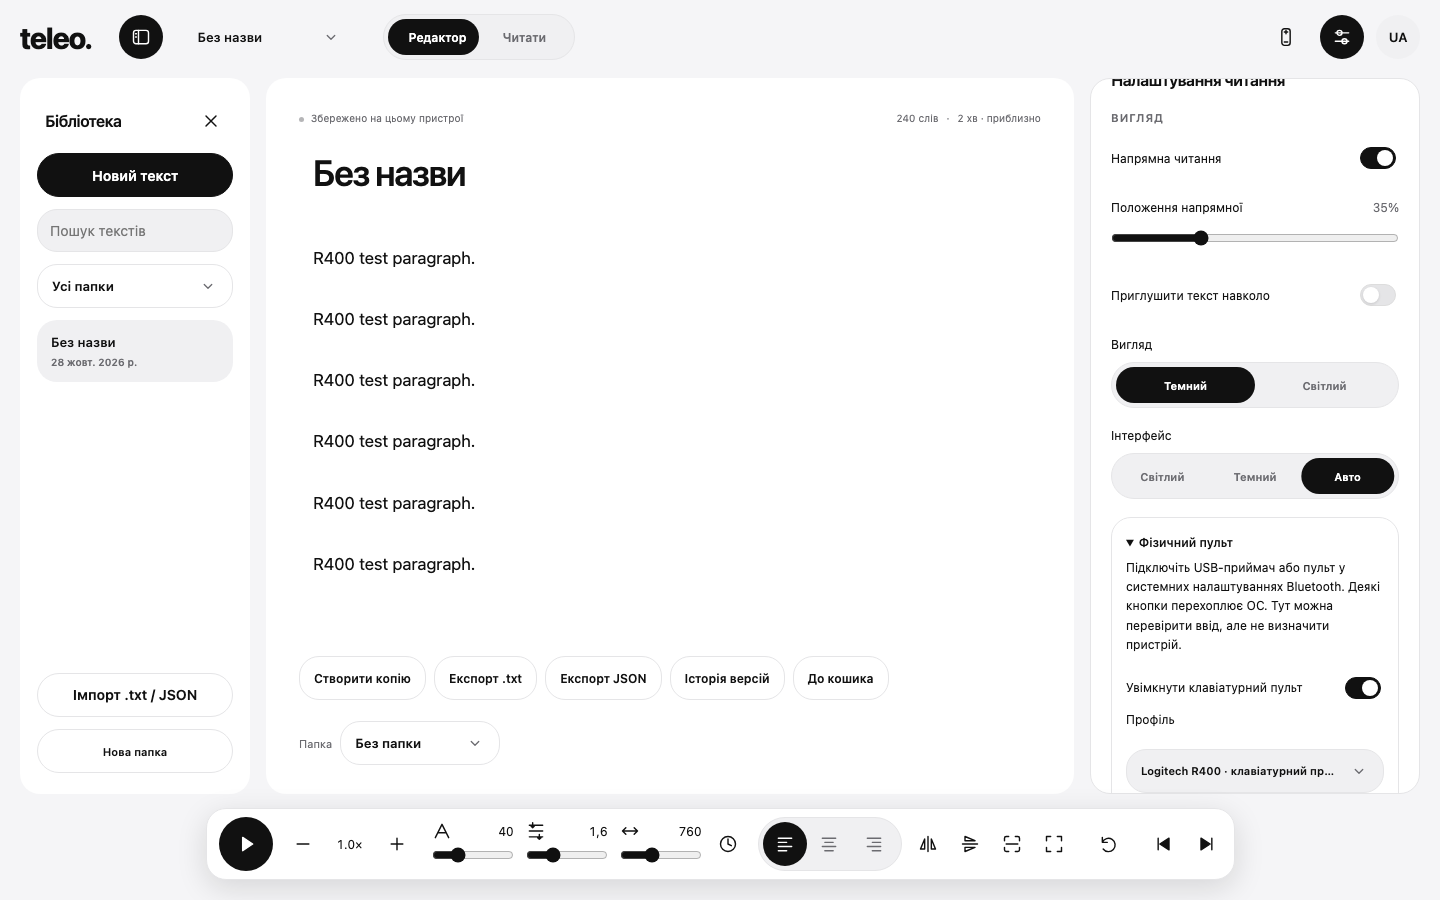 teleo.
Без назви
Редактор
Читати
UA
Бібліотека
Новий текст
Пошук текстів
Усі папки
Без назви
28 жовт. 2026 р.
Імпорт .txt / JSON
Нова папка
Збережено на цьому пристрої
240 слів · 2 хв · приблизно
Без назви
R400 test paragraph.
R400 test paragraph.
R400 test paragraph.
R400 test paragraph.
R400 test paragraph.
R400 test paragraph.
Створити копію
Експорт .txt
Експорт JSON
Історія версій
До кошика
Папка
Без папки
Налаштування читання
ВИГЛЯД
Напрямна читання
Положення напрямної 35%
Приглушити текст навколо
Вигляд
Темний
Світлий
Інтерфейс
Світлий
Темний
Авто
Фізичний пульт
Підключіть USB-приймач або пульт у
системних налаштуваннях Bluetooth. Деякі
кнопки перехоплює ОС. Тут можна
перевірити ввід, але не визначити
пристрій.
Увімкнути клавіатурний пульт
Профіль
Logitech R400 · клавіатурний пр...
1.0×
40
1,6
760